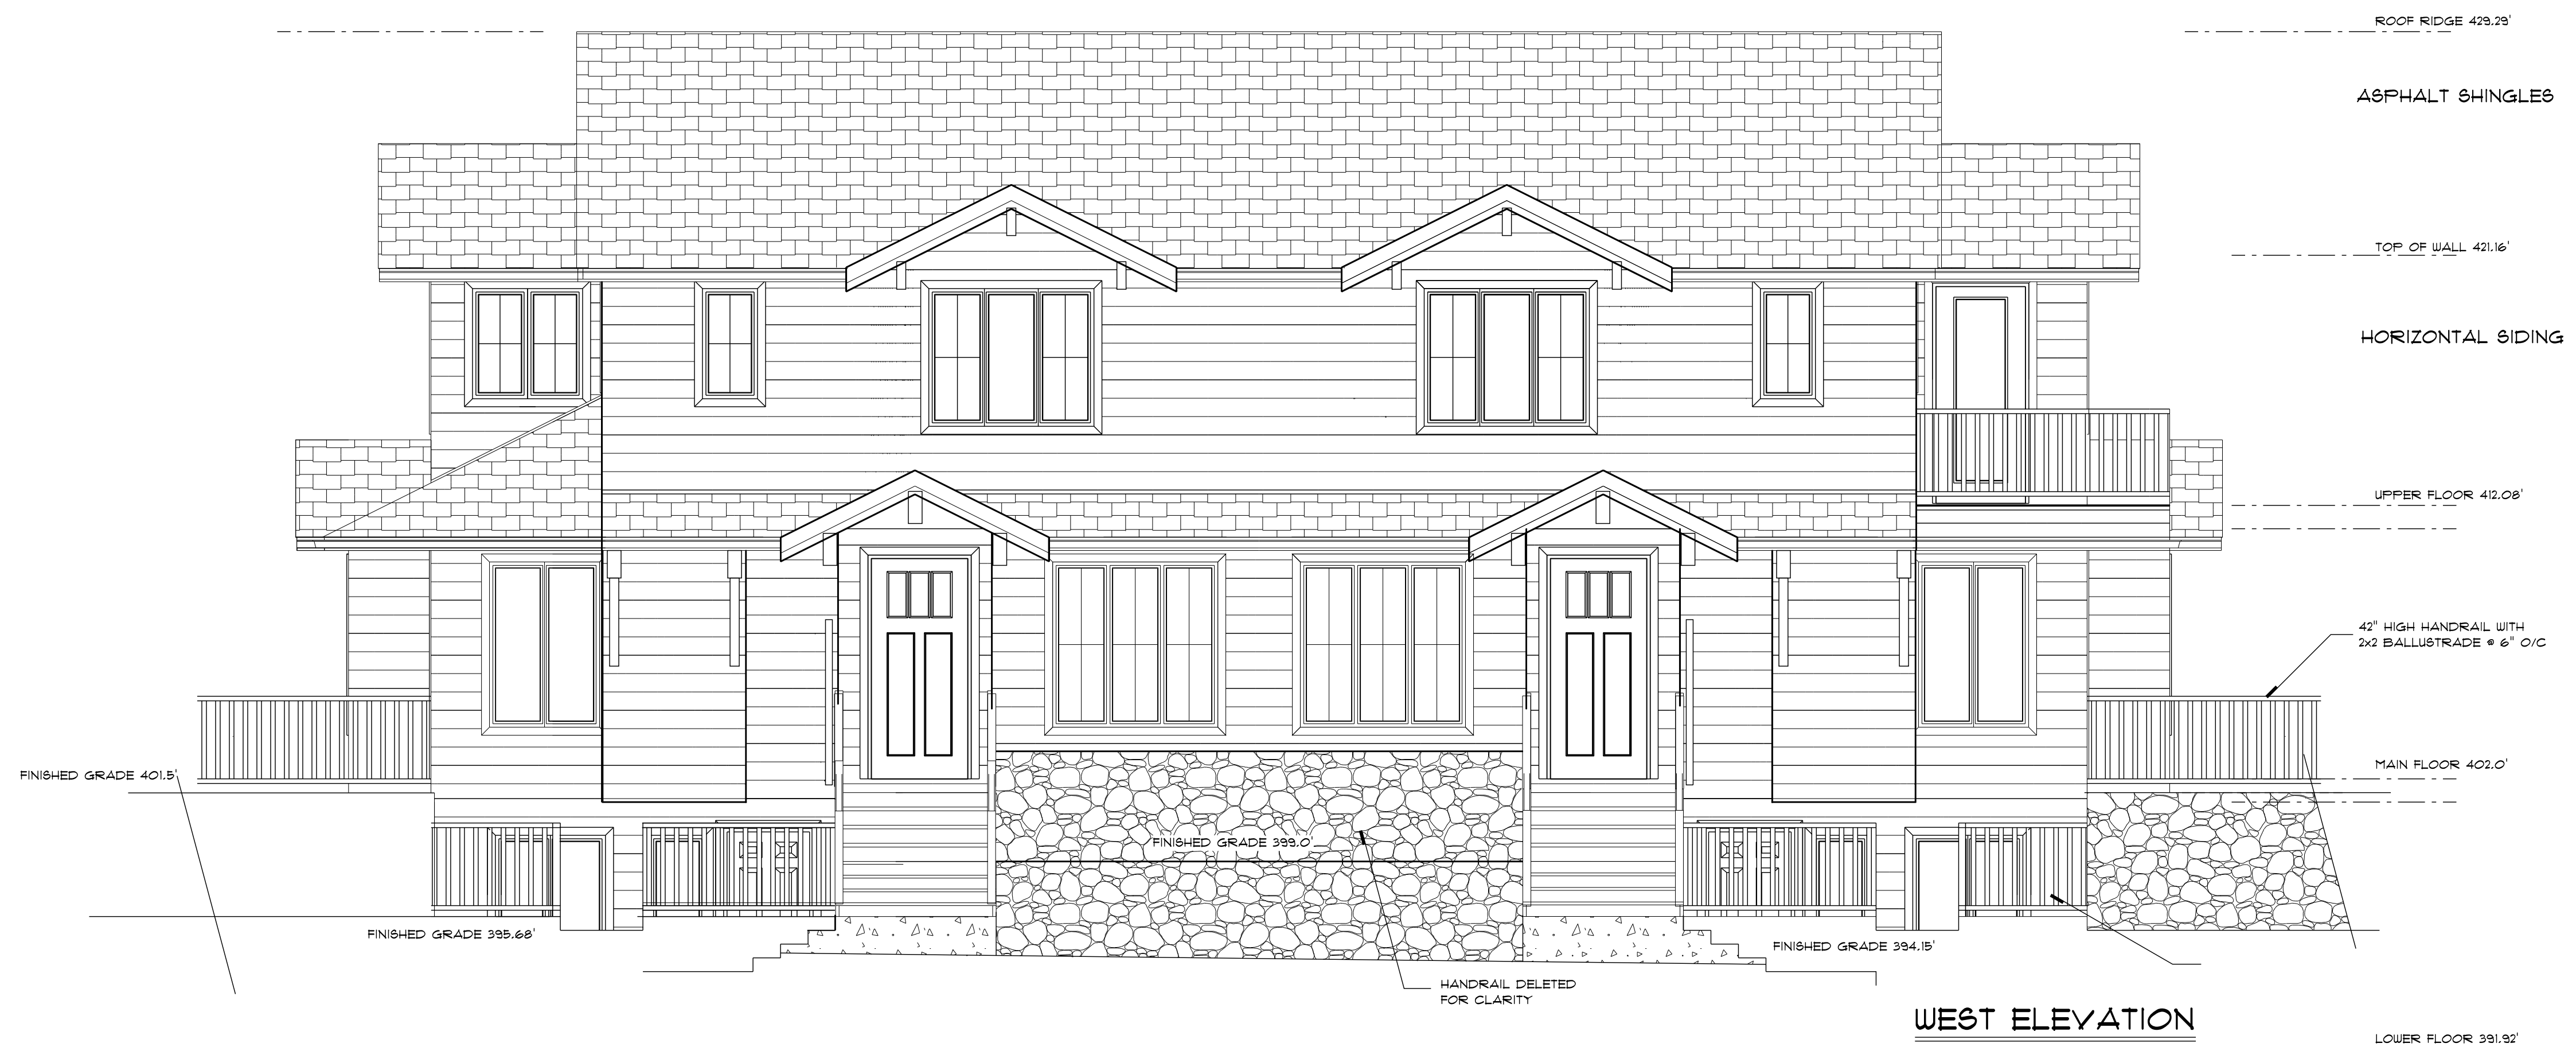 ROOF RIDGE 429.29'
ASPHALT SHINGLES
TOP OF WALL 421.16'
HORIZONTAL SIDING
UPPER FLOOR 412.08'
42" HIGH HANDRAIL WITH
2x2 BALLUSTRADE @ 6" O/C
MAIN FLOOR 402.0'
FINISHED GRADE 401.5'
FINISHED GRADE 399.0'
FINISHED GRADE 395.68'
FINISHED GRADE 394.15'
HANDRAIL DELETED
FOR CLARITY
WEST ELEVATION
LOWER FLOOR 391.92'